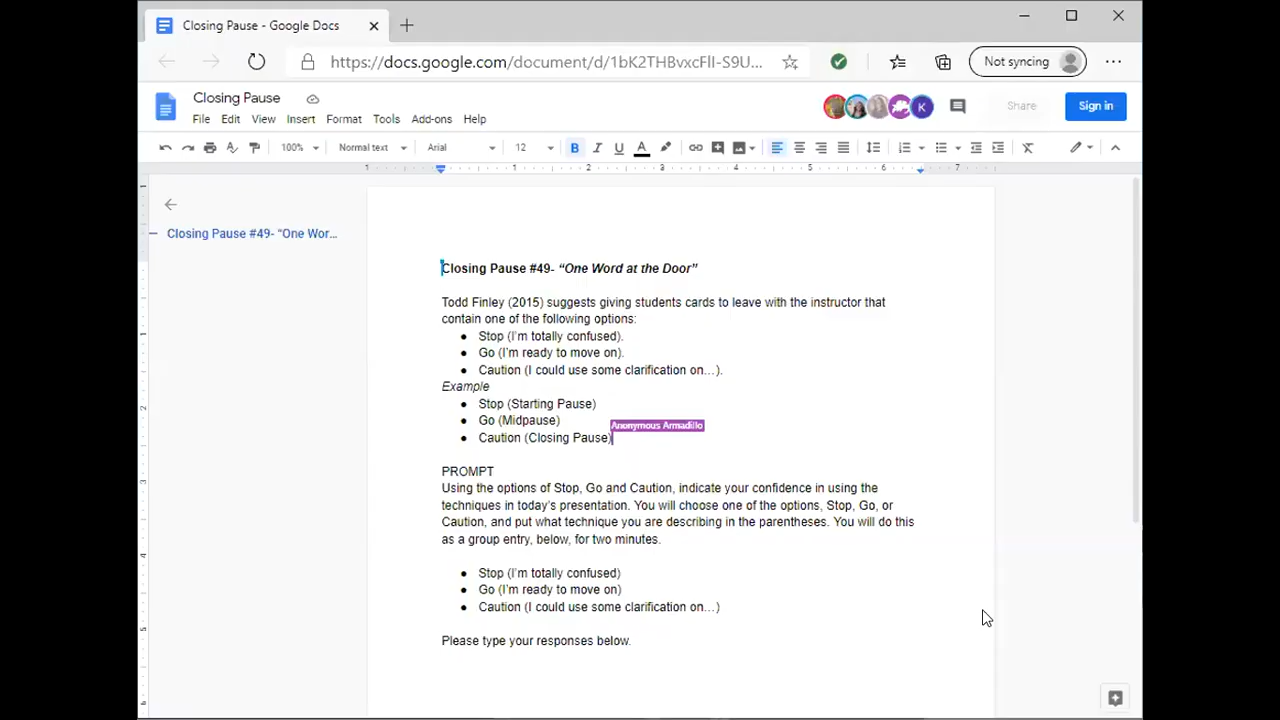 Closing Pause - Google Docs
https://docs.google.com/document/d/1bK2THBvxcFlI-S9U...
Not syncing
Closing Pause
File Edit View Insert Format Tools Add-ons Help
K
Share
Sign in
100% Normal text Arial 12 B I U A
1 1 2 3 4 5 6 7
Closing Pause #49- “One Wor...
Closing Pause #49- “One Word at the Door”
Todd Finley (2015) suggests giving students cards to leave with the instructor that
contain one of the following options:
● Stop (I’m totally confused).
● Go (I’m ready to move on).
● Caution (I could use some clarification on…).
Example
● Stop (Starting Pause)
● Go (Midpause)
Anonymous Armadillo
● Caution (Closing Pause)
PROMPT
Using the options of Stop, Go and Caution, indicate your confidence in using the
techniques in today’s presentation. You will choose one of the options, Stop, Go, or
Caution, and put what technique you are describing in the parentheses. You will do this
as a group entry, below, for two minutes.
● Stop (I’m totally confused)
● Go (I’m ready to move on)
● Caution (I could use some clarification on…)
Please type your responses below.